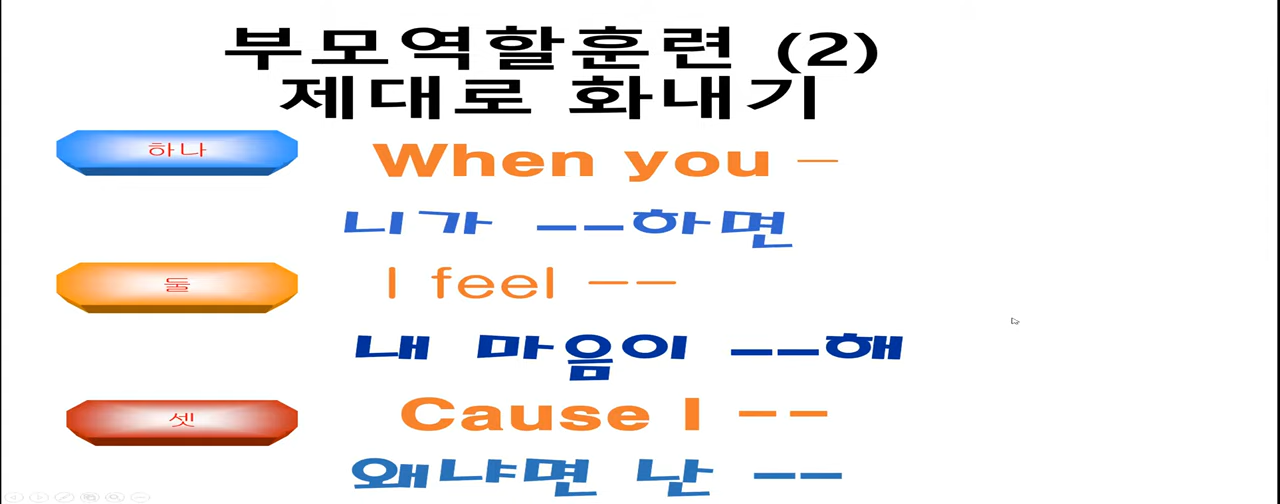 부모역할훈련 (2)
제대로 화내기
하나
When you –
니가 --하면
둘
I feel --
내 마음이 --해
셋
Cause I --
왜냐면 난 --